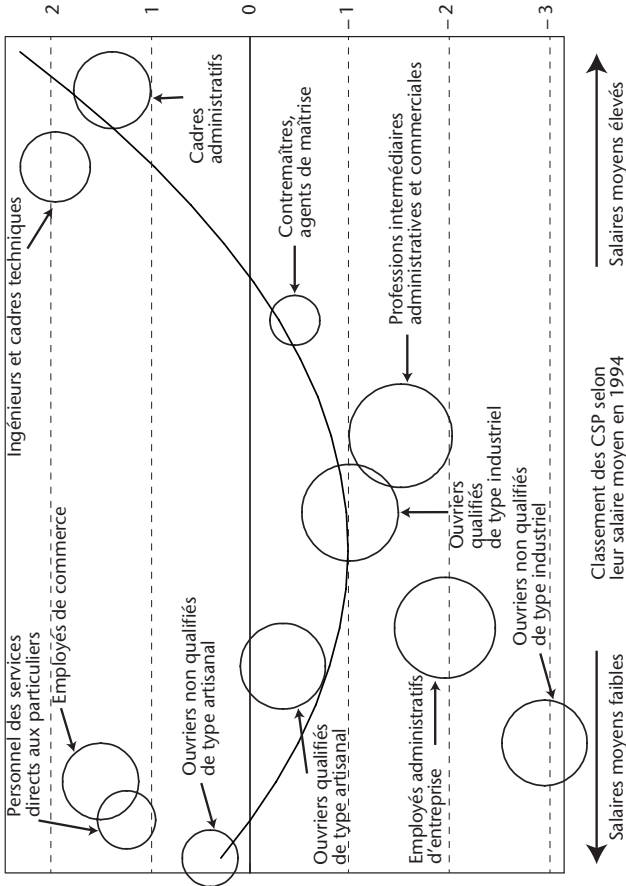 2
1
0
– 1
– 2
– 3
Personnel des services
directs aux particuliers
Employés de commerce
Ingénieurs et cadres techniques
Cadres
administratifs
Ouvriers non qualifiés
de type artisanal
Contremaîtres,
agents de maîtrise
Ouvriers qualifiés
de type artisanal
Professions intermédiaires
administratives et commerciales
Employés administratifs
d'entreprise
Ouvriers
qualifiés
de type industriel
Ouvriers non qualifiés
de type industriel
Salaires moyens faibles
Classement des CSP selon
leur salaire moyen en 1994
Salaires moyens élevés